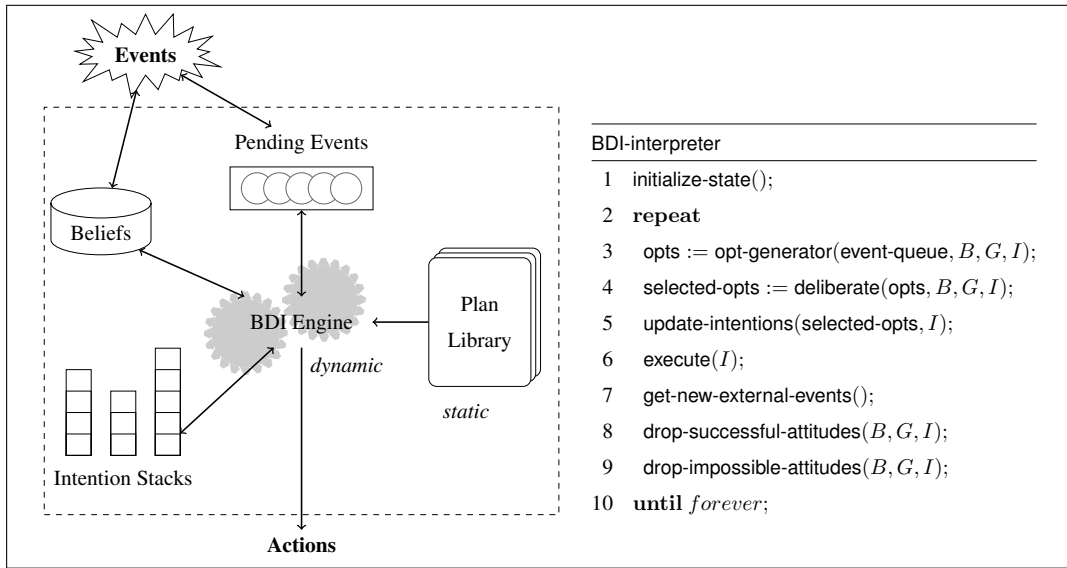 Events
Pending Events
Beliefs
BDI Engine
Plan
Library
dynamic
static
Intention Stacks
Actions
BDI-interpreter
1 initialize-state();
2 repeat
3 opts := opt-generator(event-queue, B, G, I);
4 selected-opts := deliberate(opts, B, G, I);
5 update-intentions(selected-opts, I);
6 execute(I);
7 get-new-external-events();
8 drop-successful-attitudes(B, G, I);
9 drop-impossible-attitudes(B, G, I);
10 until forever;